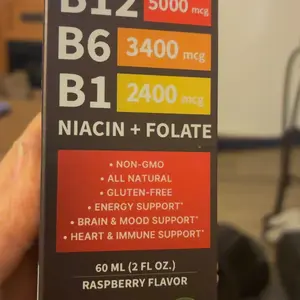 B12 5000 mcg
B6 3400 mcg
B1 2400 mcg
NIACIN + FOLATE
• NON-GMO
• ALL NATURAL
• GLUTEN-FREE
• ENERGY SUPPORT*
• BRAIN & MOOD SUPPORT*
• HEART & IMMUNE SUPPORT*
60 ML (2 FL OZ.)
RASPBERRY FLAVOR